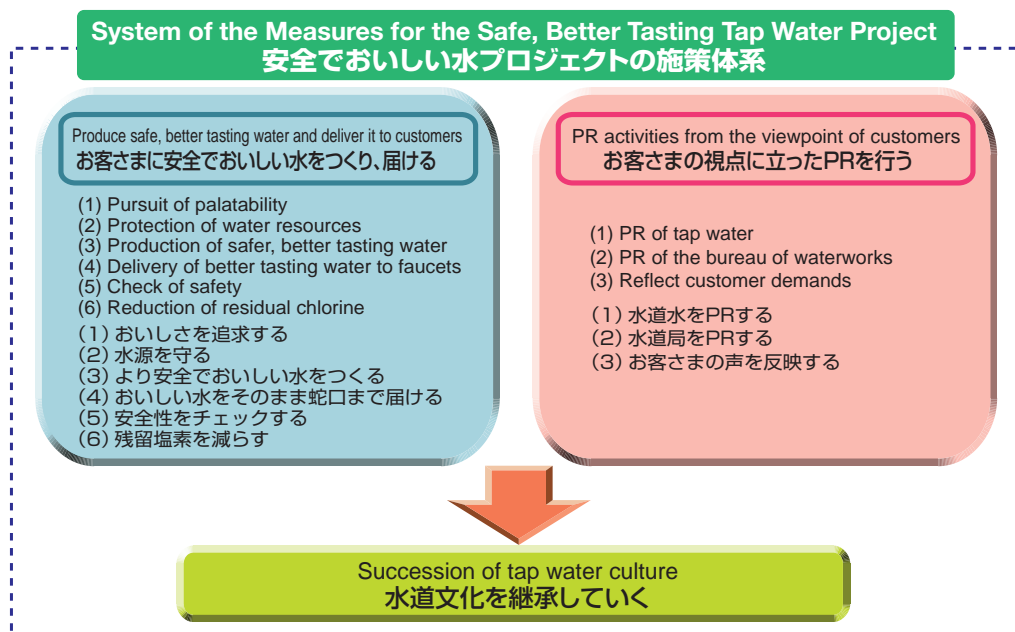 System of the Measures for the Safe, Better Tasting Tap Water Project
安全でおいしい水プロジェクトの施策体系
Produce safe, better tasting water and deliver it to customers
お客さまに安全でおいしい水をつくり、届ける
(1) Pursuit of palatability
(2) Protection of water resources
(3) Production of safer, better tasting water
(4) Delivery of better tasting water to faucets
(5) Check of safety
(6) Reduction of residual chlorine
（1）おいしさを追求する
（2）水源を守る
（3）より安全でおいしい水をつくる
（4）おいしい水をそのまま蛇口まで届ける
（5）安全性をチェックする
（6）残留塩素を減らす
PR activities from the viewpoint of customers
お客さまの視点に立ったPRを行う
(1) PR of tap water
(2) PR of the bureau of waterworks
(3) Reflect customer demands
（1）水道水をPRする
（2）水道局をPRする
（3）お客さまの声を反映する
Succession of tap water culture
水道文化を継承していく